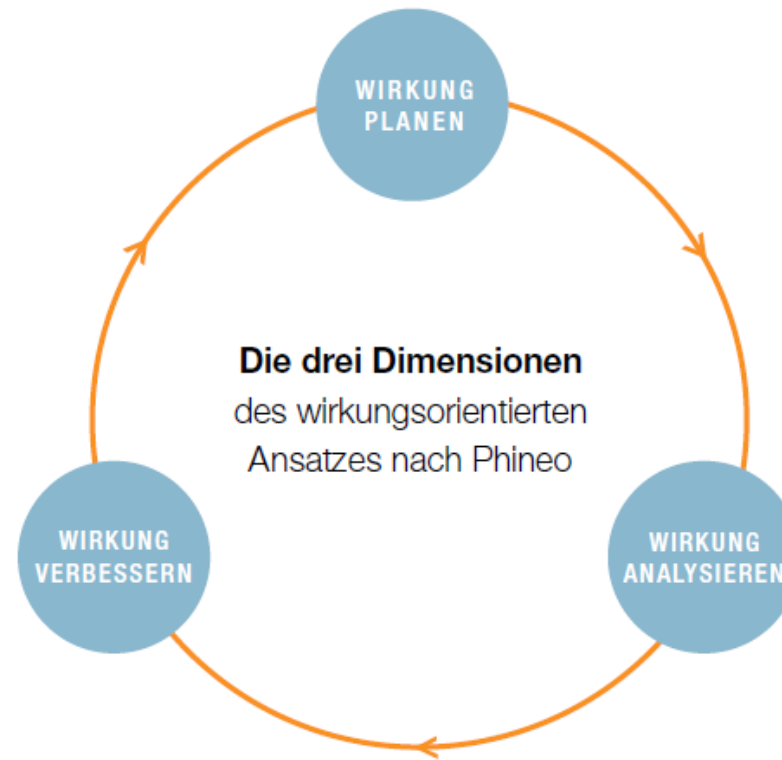 WIRKUNG
PLANEN
Die drei Dimensionen
des wirkungsorientierten
Ansatzes nach Phineo
WIRKUNG
VERBESSERN
WIRKUNG
ANALYSIEREN